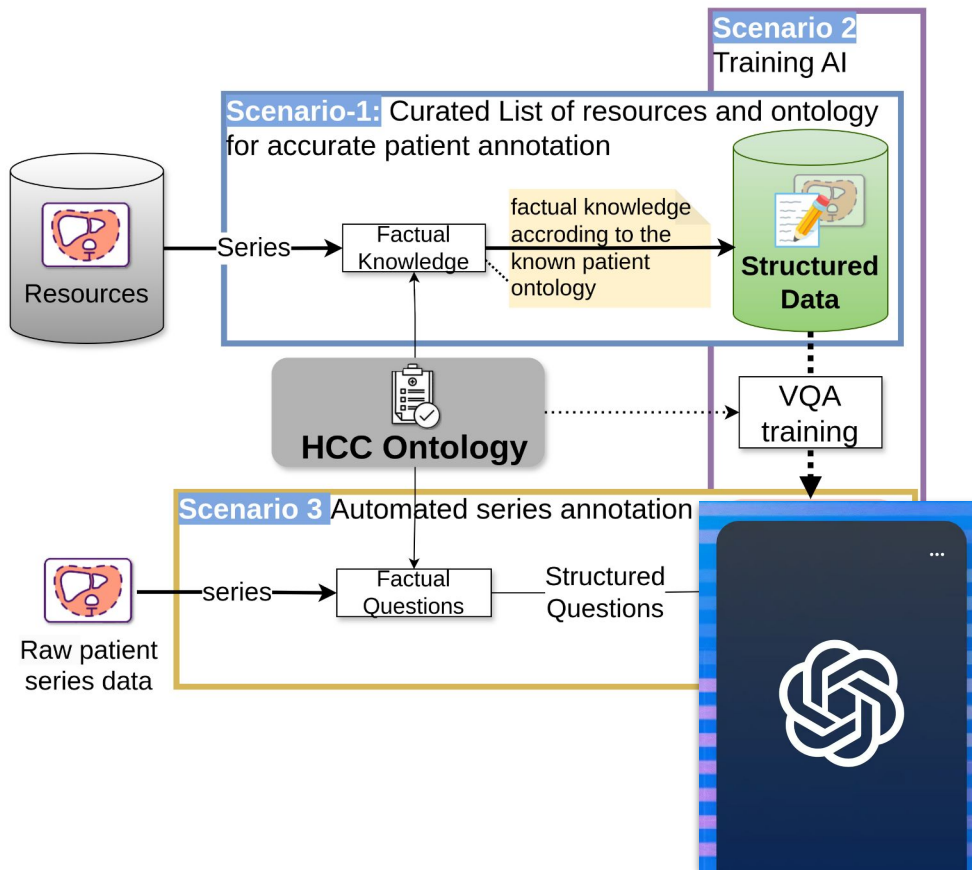 Scenario 2
Training AI
Scenario-1: Curated List of resources and ontology
for accurate patient annotation
Resources
Series
Factual
Knowledge
factual knowledge
accroding to the
known patient
ontology
Structured
Data
HCC Ontology
VQA
training
Scenario 3 Automated series annotation
Raw patient
series data
series
Factual
Questions
Structured
Questions